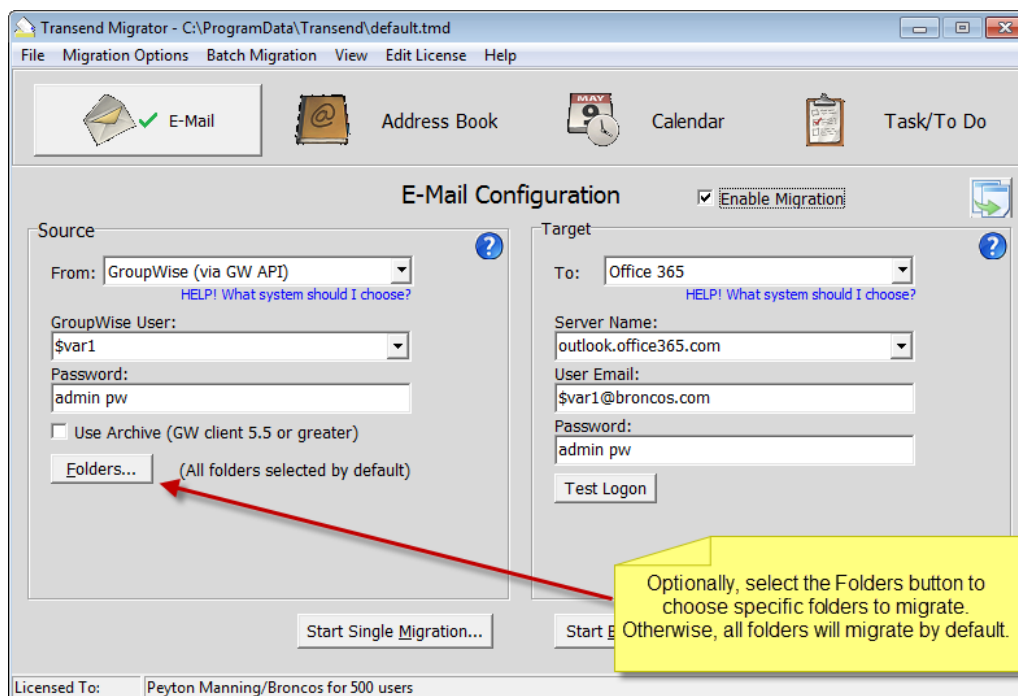 Transend Migrator - C:\ProgramData\Transend\default.tmd
File Migration Options Batch Migration View Edit License Help
E-Mail
Address Book
MAY
9
Calendar
Task/To Do
E-Mail Configuration
Enable Migration
Source
?
From: GroupWise (via GW API)
HELP! What system should I choose?
GroupWise User:
$var1
Password:
admin pw
Use Archive (GW client 5.5 or greater)
Folders...
(All folders selected by default)
Target
?
To: Office 365
HELP! What system should I choose?
Server Name:
outlook.office365.com
User Email:
$var1@broncos.com
Password:
admin pw
Test Logon
Optionally, select the Folders button to
choose specific folders to migrate.
Otherwise, all folders will migrate by default.
Start Single Migration...
Start
Licensed To: Peyton Manning/Broncos for 500 users